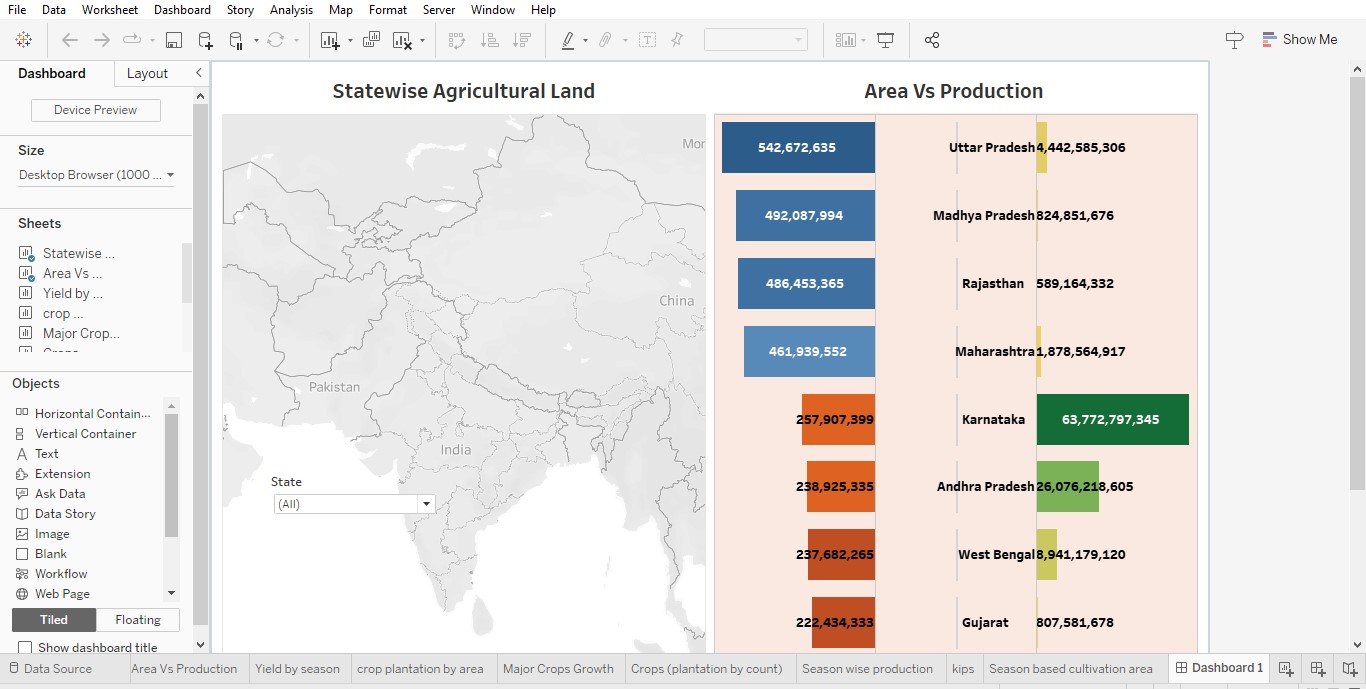 File Data Worksheet Dashboard Story Analysis Map Format Server Window Help
Show Me
Dashboard Layout
Device Preview
Size
Desktop Browser (1000 ...
Sheets
Statewise ...
Area Vs ...
Yield by ...
crop ...
Major Crop...
Objects
Horizontal Contain...
Vertical Container
Text
Extension
Ask Data
Data Story
Image
Blank
Workflow
Web Page
Tiled Floating
Show dashboard title
Statewise Agricultural Land
Mor
China
Pakistan
India
State
(All)
Area Vs Production
542,672,635 Uttar Pradesh 4,442,585,306
492,087,994 Madhya Pradesh 824,851,676
486,453,365 Rajasthan 589,164,332
461,939,552 Maharashtra 1,878,564,917
257,907,399 Karnataka 63,772,797,345
238,925,335 Andhra Pradesh 26,076,218,605
237,682,265 West Bengal 8,941,179,120
222,434,333 Gujarat 807,581,678
Data Source Area Vs Production Yield by season crop plantation by area Major Crops Growth Crops (plantation by count) Season wise production kips Season based cultivation area Dashboard 1